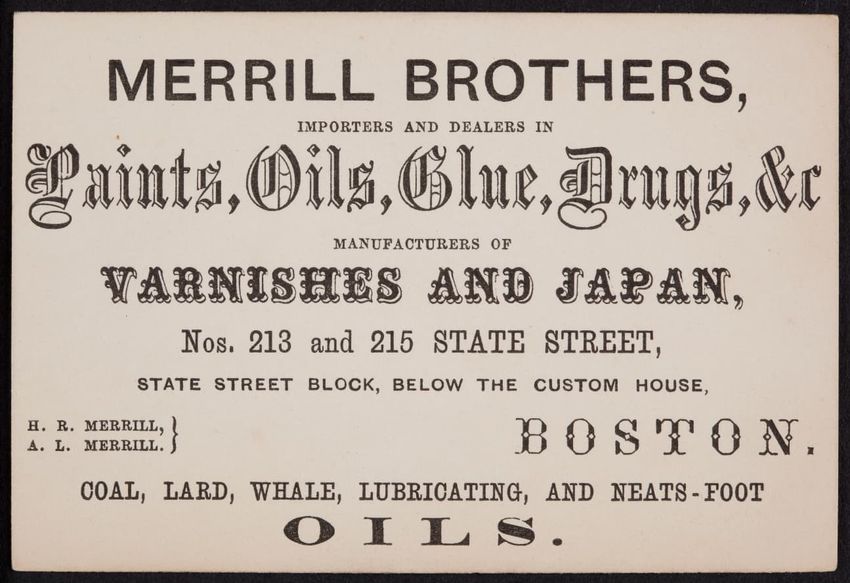 MERRILL BROTHERS,
IMPORTERS AND DEALERS IN
Paints, Oils, Glue, Drugs, &c
MANUFACTURERS OF
VARNISHES AND JAPAN,
Nos. 213 and 215 STATE STREET,
STATE STREET BLOCK, BELOW THE CUSTOM HOUSE,
H. R. MERRILL, }
A. L. MERRILL. }
BOSTON.
COAL, LARD, WHALE, LUBRICATING, AND NEATS-FOOT
OILS.